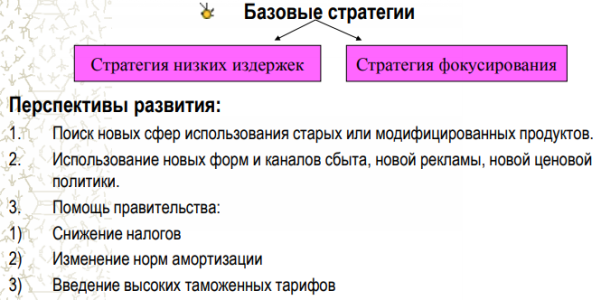 Базовые стратегии
Стратегия низких издержек
Стратегия фокусирования
Перспективы развития:
1. Поиск новых сфер использования старых или модифицированных продуктов.
2. Использование новых форм и каналов сбыта, новой рекламы, новой ценовой
политики.
3. Помощь правительства:
1) Снижение налогов
2) Изменение норм амортизации
3) Введение высоких таможенных тарифов